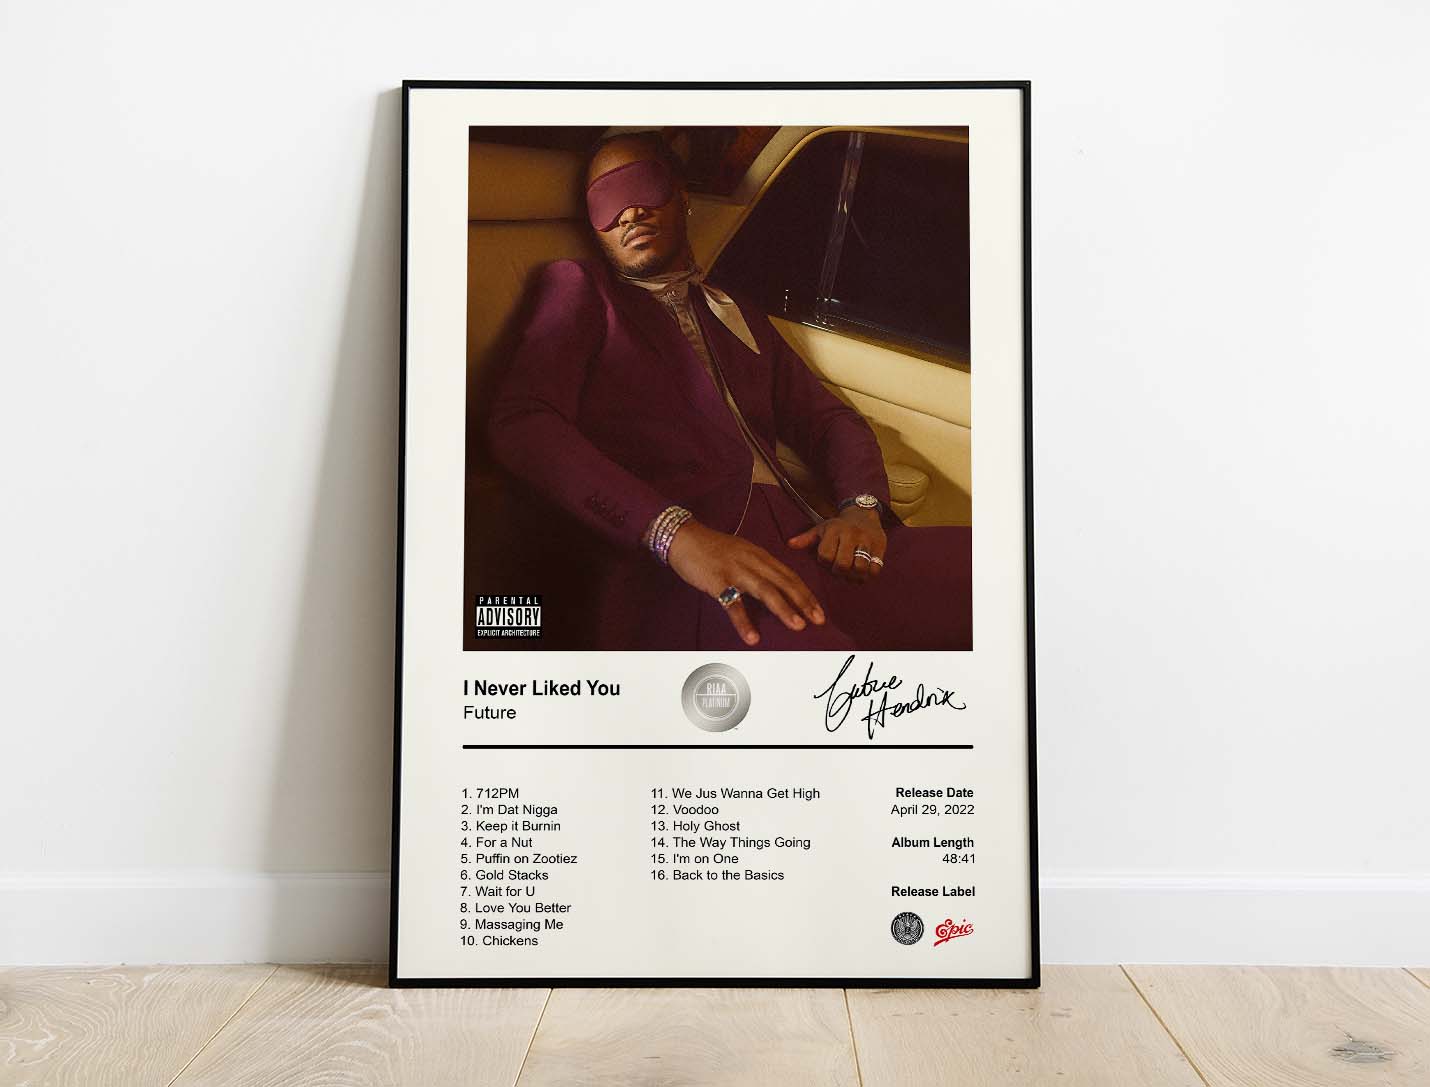 PARENTAL
ADVISORY
EXPLICIT ARCHITECTURE
I Never Liked You
Future
RIAA
PLATINUM
Future
Hendrix
1. 712PM
2. I'm Dat Nigga
3. Keep it Burnin
4. For a Nut
5. Puffin on Zootiez
6. Gold Stacks
7. Wait for U
8. Love You Better
9. Massaging Me
10. Chickens
11. We Jus Wanna Get High
12. Voodoo
13. Holy Ghost
14. The Way Things Going
15. I'm on One
16. Back to the Basics
Release Date
April 29, 2022
Album Length
48:41
Release Label
Epic